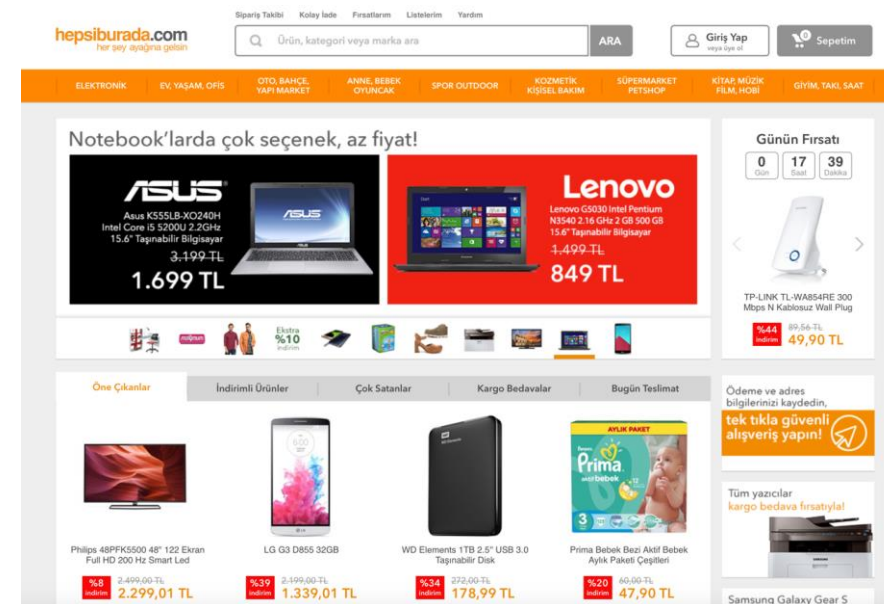 Sipariş Takibi Kolay İade Fırsatlarım Listelerim Yardım
hepsiburada.com
her şey ayağına gelsin
Ürün, kategori veya marka ara
ARA
Giriş Yap
veya üye ol
0
Sepetim
ELEKTRONİK
EV, YAŞAM, OFİS
OTO, BAHÇE,
YAPI MARKET
ANNE, BEBEK
OYUNCAK
SPOR OUTDOOR
KOZMETİK
KİŞİSEL BAKIM
SÜPERMARKET
PETSHOP
KİTAP, MÜZİK
FİLM, HOBİ
GİYİM, TAKI, SAAT
Notebook'larda çok seçenek, az fiyat!
ASUS
Asus K555LB-XO240H
Intel Core i5 5200U 2.2GHz
15.6" Taşınabilir Bilgisayar
3.199 TL
1.699 TL
ASUS
Lenovo
Lenovo G5030 Intel Pentium
N3540 2.16 GHz 2 GB 500 GB
15.6" Taşınabilir Bilgisayar
1.499 TL
849 TL
Ekstra
%10
indirim
Günün Fırsatı
0 17 39
Gün Saat Dakika
TP-LINK TL-WA854RE 300
Mbps N Kablosuz Wall Plug
%44
indirim
89,56 TL
49,90 TL
Öne Çıkanlar
İndirimli Ürünler
Çok Satanlar
Kargo Bedavalar
Bugün Teslimat
Philips 48PFK5500 48" 122 Ekran
Full HD 200 Hz Smart Led
%8
indirim
2.499,00 TL
2.299,01 TL
LG G3 D855 32GB
%39
indirim
2.199,00 TL
1.339,01 TL
WD Elements 1TB 2.5" USB 3.0
Taşınabilir Disk
%34
indirim
272,00 TL
178,99 TL
AYLIK PAKET
Prima
aktif bebek
3
Prima Bebek Bezi Aktif Bebek
Aylık Paketi Çeşitleri
%20
indirim
60,00 TL
47,90 TL
Ödeme ve adres
bilgilerinizi kaydedin,
tek tıkla güvenli
alışveriş yapın!
Tüm yazıcılar
kargo bedava fırsatıyla!
Samsung Galaxy Gear S